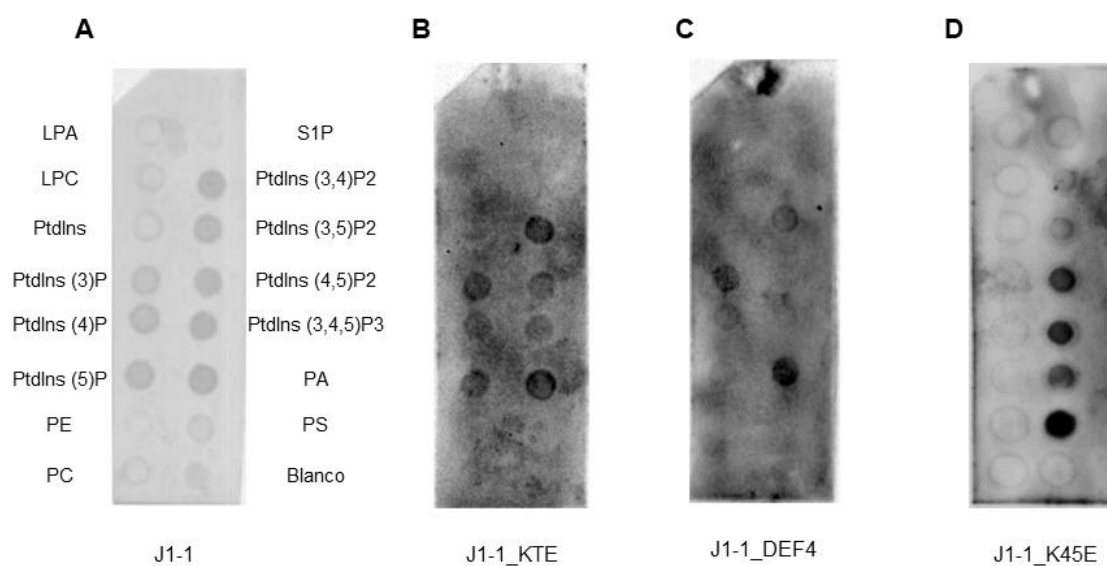 A
B
C
D
LPA
S1P
LPC
PtdIns (3,4)P2
PtdIns
PtdIns (3,5)P2
PtdIns (3)P
PtdIns (4,5)P2
PtdIns (4)P
PtdIns (3,4,5)P3
PtdIns (5)P
PA
PE
PS
PC
Blanco
J1-1
J1-1_KTE
J1-1_DEF4
J1-1_K45E